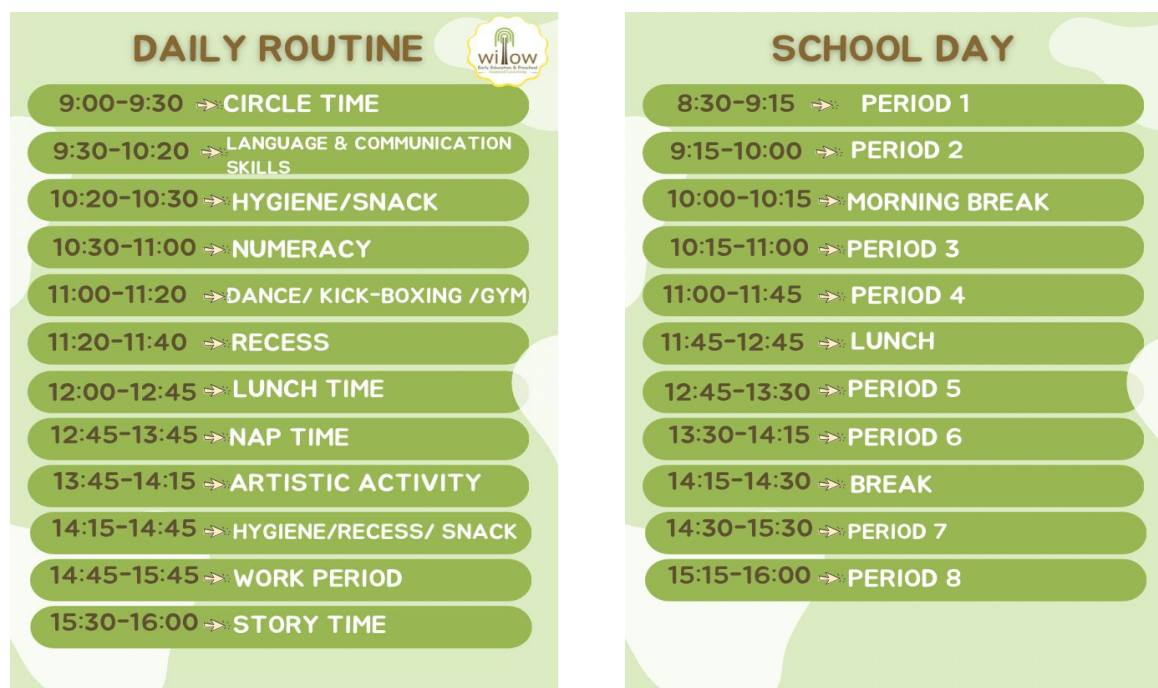 DAILY ROUTINE
willow
Early Education & Preschool
9:00-9:30 CIRCLE TIME
9:30-10:20 LANGUAGE & COMMUNICATION
SKILLS
10:20-10:30 HYGIENE/SNACK
10:30-11:00 NUMERACY
11:00-11:20 DANCE/ KICK-BOXING /GYM
11:20-11:40 RECESS
12:00-12:45 LUNCH TIME
12:45-13:45 NAP TIME
13:45-14:15 ARTISTIC ACTIVITY
14:15-14:45 HYGIENE/RECESS/ SNACK
14:45-15:45 WORK PERIOD
15:30-16:00 STORY TIME
SCHOOL DAY
8:30-9:15 PERIOD 1
9:15-10:00 PERIOD 2
10:00-10:15 MORNING BREAK
10:15-11:00 PERIOD 3
11:00-11:45 PERIOD 4
11:45-12:45 LUNCH
12:45-13:30 PERIOD 5
13:30-14:15 PERIOD 6
14:15-14:30 BREAK
14:30-15:30 PERIOD 7
15:15-16:00 PERIOD 8